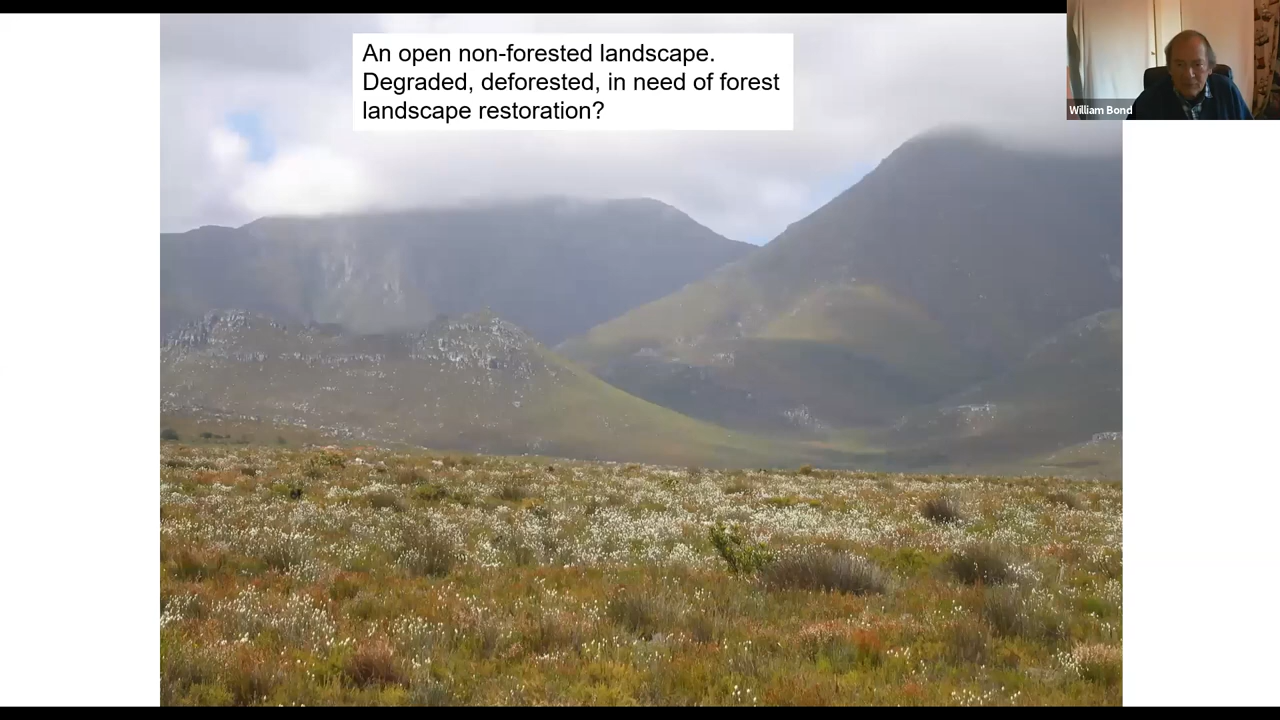 An open non-forested landscape.
Degraded, deforested, in need of forest
landscape restoration?
William Bond